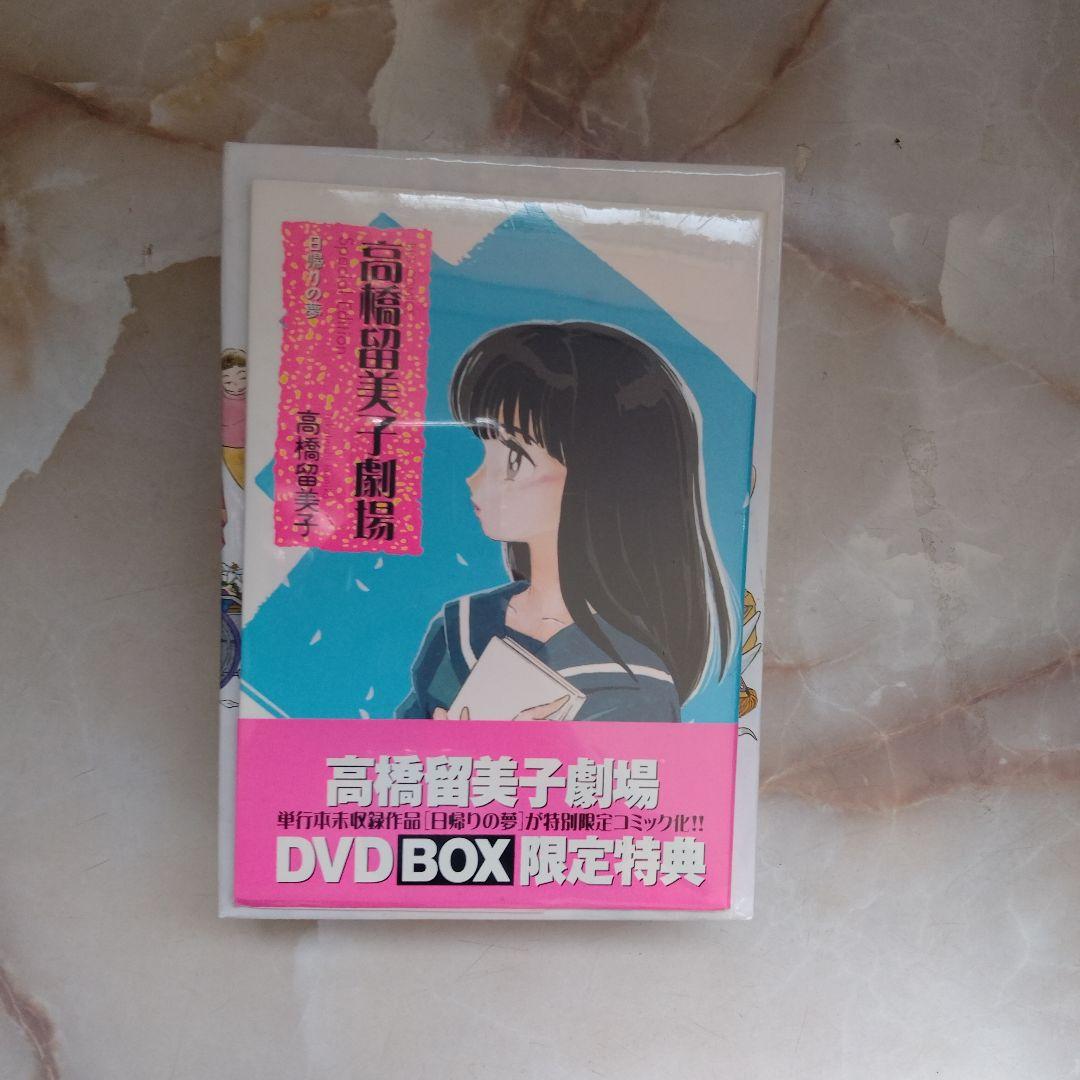 高橋留美子劇場
Special Edition
日帰りの夢
高橋留美子
高橋留美子劇場
単行本未収録作品[日帰りの夢]が特別限定コミック化!!
DVD BOX 限定特典